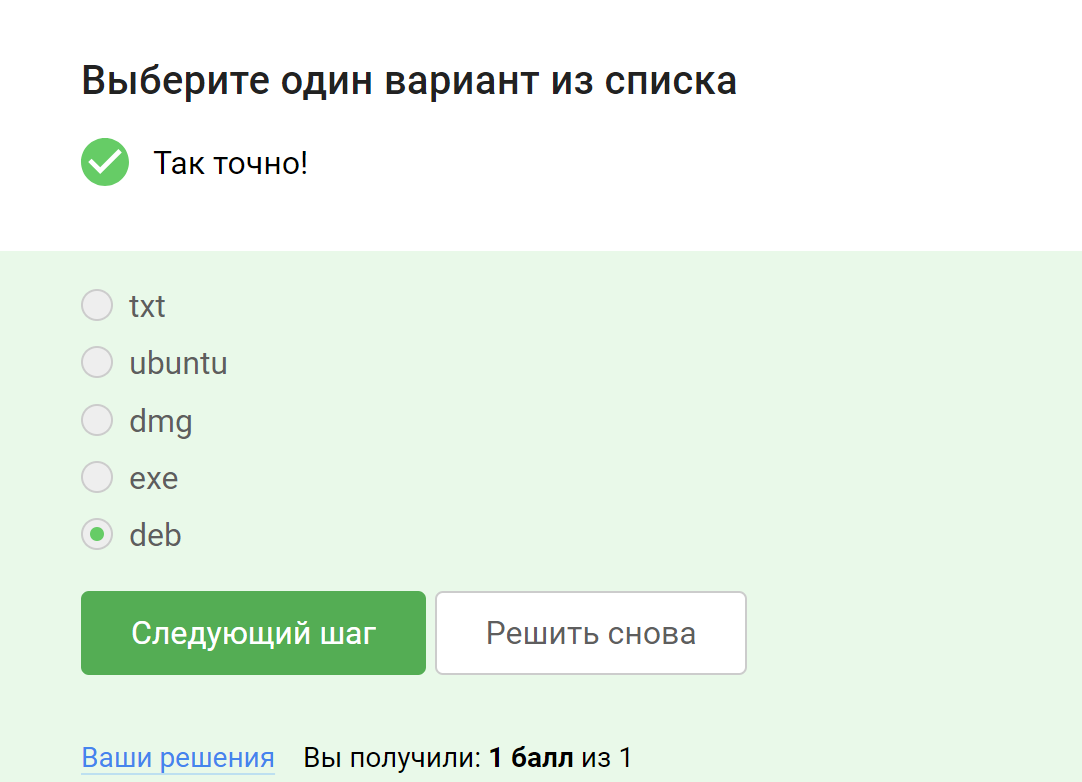 Выберите один вариант из списка
Так точно!
txt
ubuntu
dmg
exe
deb
Следующий шаг Решить снова
Ваши решения Вы получили: 1 балл из 1